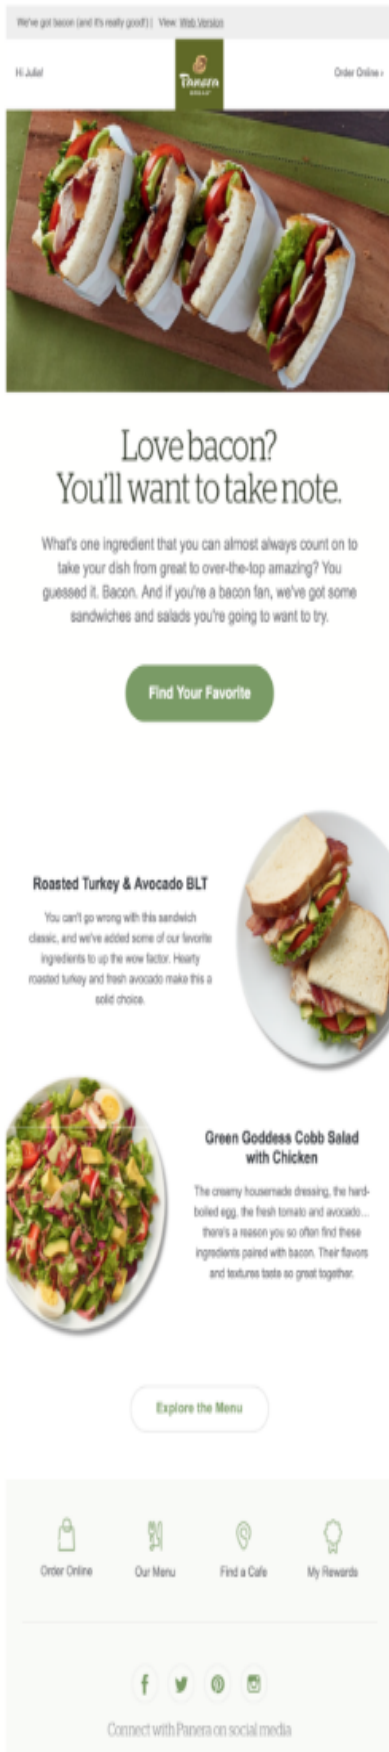 We've got bacon (and it's really good!) | View Web Version
Hi Julia!
Panera
BREAD
Order Online ›
Love bacon?
You'll want to take note.
What's one ingredient that you can almost always count on to
take your dish from great to over-the-top amazing? You
guessed it. Bacon. And if you're a bacon fan, we've got some
sandwiches and salads you're going to want to try.
Find Your Favorite
Roasted Turkey & Avocado BLT
You can't go wrong with this sandwich
classic, and we've added some of our favorite
ingredients to up the wow factor. Hearty
roasted turkey and fresh avocado make this a
solid choice.
Green Goddess Cobb Salad
with Chicken
The creamy housemade dressing, the hard-
boiled egg, the fresh tomato and avocado...
there's a reason you so often find these
ingredients paired with bacon. Their flavors
and textures taste so great together.
Explore the Menu
Order Online
Our Menu
Find a Cafe
My Rewards
Connect with Panera on social media